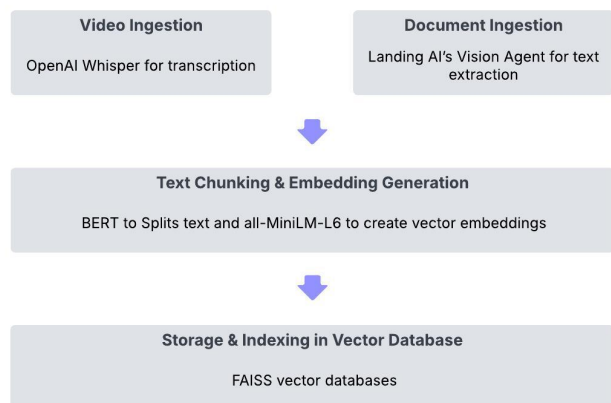 Video Ingestion
OpenAI Whisper for transcription
Document Ingestion
Landing AI's Vision Agent for text
extraction
Text Chunking & Embedding Generation
BERT to Splits text and all-MiniLM-L6 to create vector embeddings
Storage & Indexing in Vector Database
FAISS vector databases